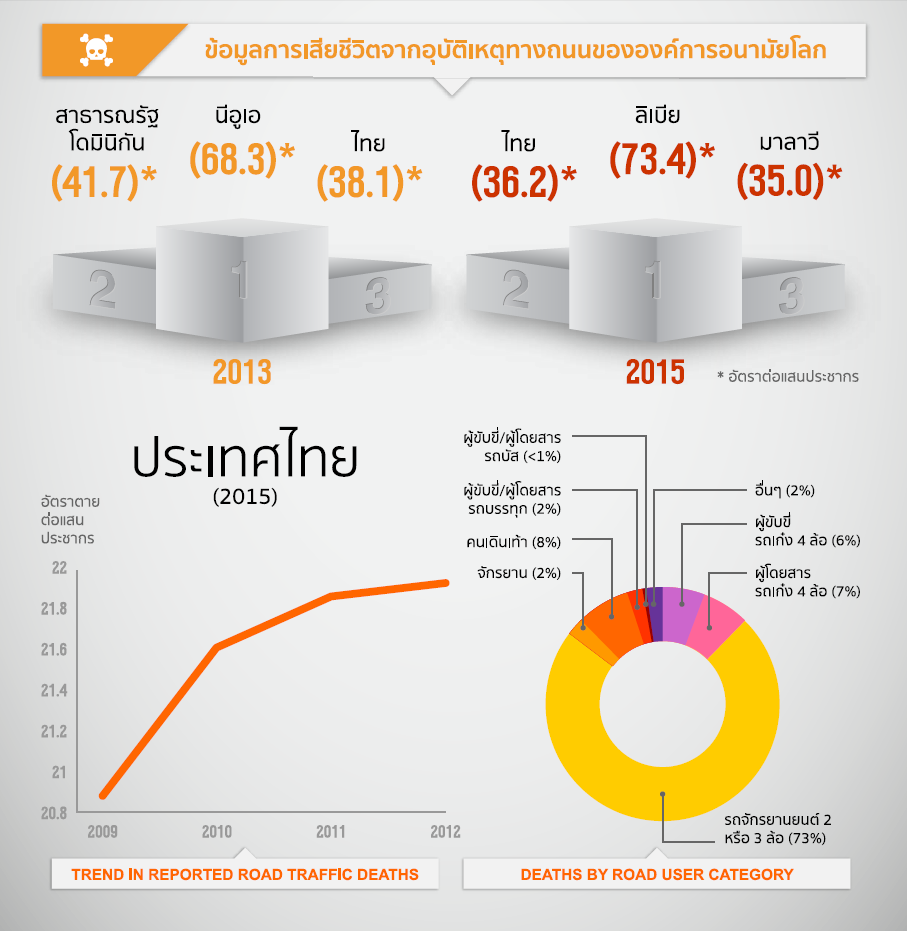 ข้อมูลการเสียชีวิตจากอุบัติเหตุทางถนนขององค์การอนามัยโลก
สาธารณรัฐ
โดมินิกัน
(41.7)*
นีอูเอ
(68.3)*
ไทย
(38.1)*
ไทย
(36.2)*
ลิเบีย
(73.4)*
มาลาวี
(35.0)*
2
1
3
2
1
3
2013
2015
* อัตราต่อแสนประชากร
ประเทศไทย
(2015)
อัตราตาย
ต่อแสน
ประชากร
22
21.8
21.6
21.4
21.2
21
20.8
2009
2010
2011
2012
TREND IN REPORTED ROAD TRAFFIC DEATHS
ผู้ขับขี่/ผู้โดยสาร
รถบัส (<1%)
ผู้ขับขี่/ผู้โดยสาร
รถบรรทุก (2%)
คนเดินเท้า (8%)
จักรยาน (2%)
อื่นๆ (2%)
ผู้ขับขี่
รถเก๋ง 4 ล้อ (6%)
ผู้โดยสาร
รถเก๋ง 4 ล้อ (7%)
รถจักรยานยนต์ 2
หรือ 3 ล้อ (73%)
DEATHS BY ROAD USER CATEGORY